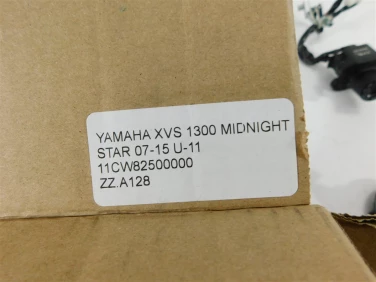 YAMAHA XVS 1300 MIDNIGHT
STAR 07-15 U-11
11CW82500000
ZZ.A128